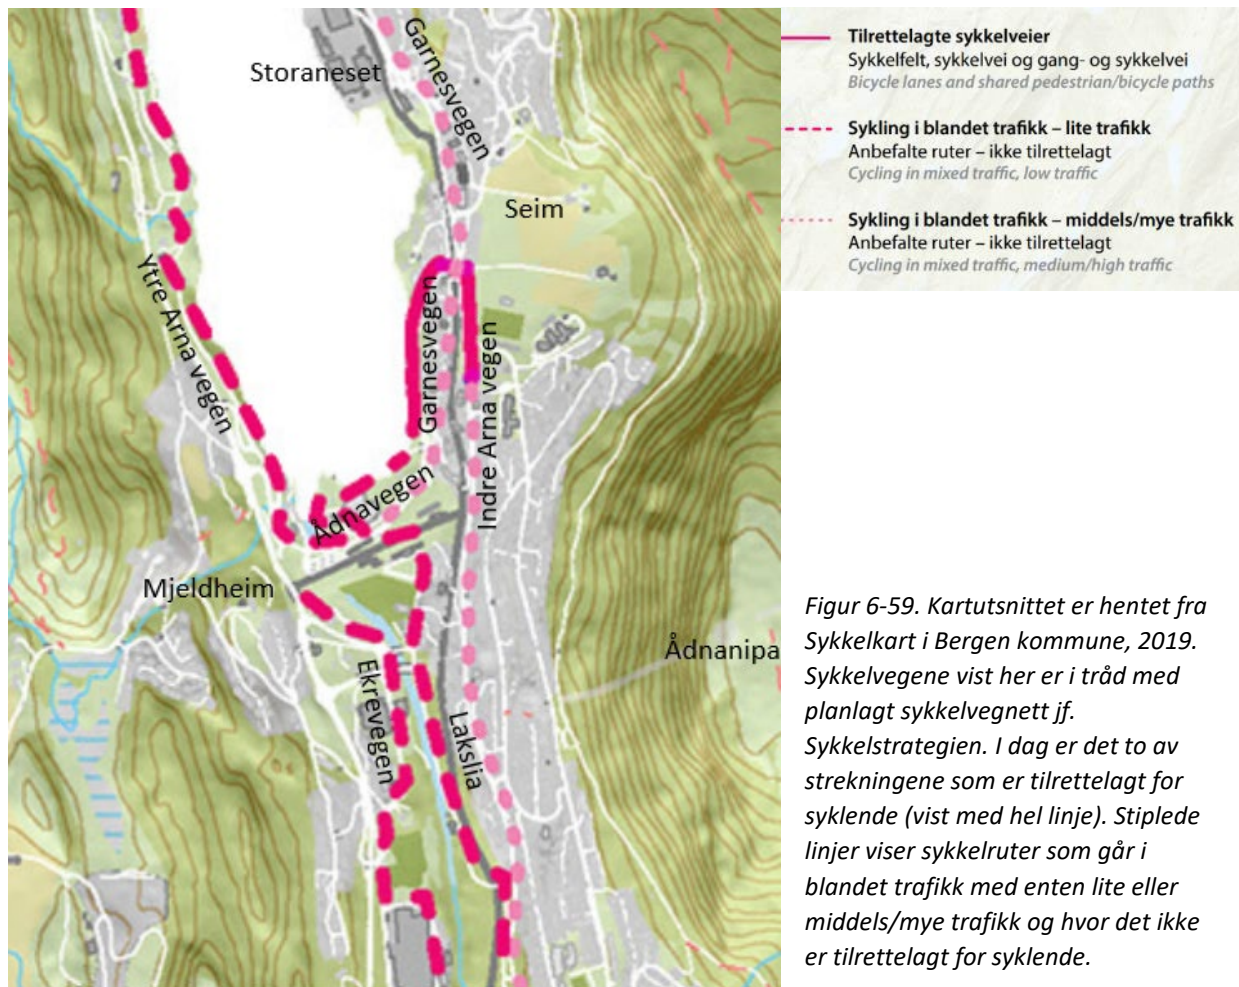 Garnesvegen
Storaneset
Seim
Ytre Arna vegen
Garnesvegen
Indre Arna vegen
Ådnavegen
Mjeldheim
Ådnanipa
Ekrevegen
Lakslia
Tilrettelagte sykkelveier
Sykkelfelt, sykkelvei og gang- og sykkelvei
Bicycle lanes and shared pedestrian/bicycle paths
Sykling i blandet trafikk – lite trafikk
Anbefalte ruter – ikke tilrettelagt
Cycling in mixed traffic, low traffic
Sykling i blandet trafikk – middels/mye trafikk
Anbefalte ruter – ikke tilrettelagt
Cycling in mixed traffic, medium/high traffic
Figur 6-59. Kartutsnittet er hentet fra
Sykkelkart i Bergen kommune, 2019.
Sykkelvegene vist her er i tråd med
planlagt sykkelvegnett jf.
Sykkelstrategien. I dag er det to av
strekningene som er tilrettelagt for
syklende (vist med hel linje). Stiplede
linjer viser sykkelruter som går i
blandet trafikk med enten lite eller
middels/mye trafikk og hvor det ikke
er tilrettelagt for syklende.